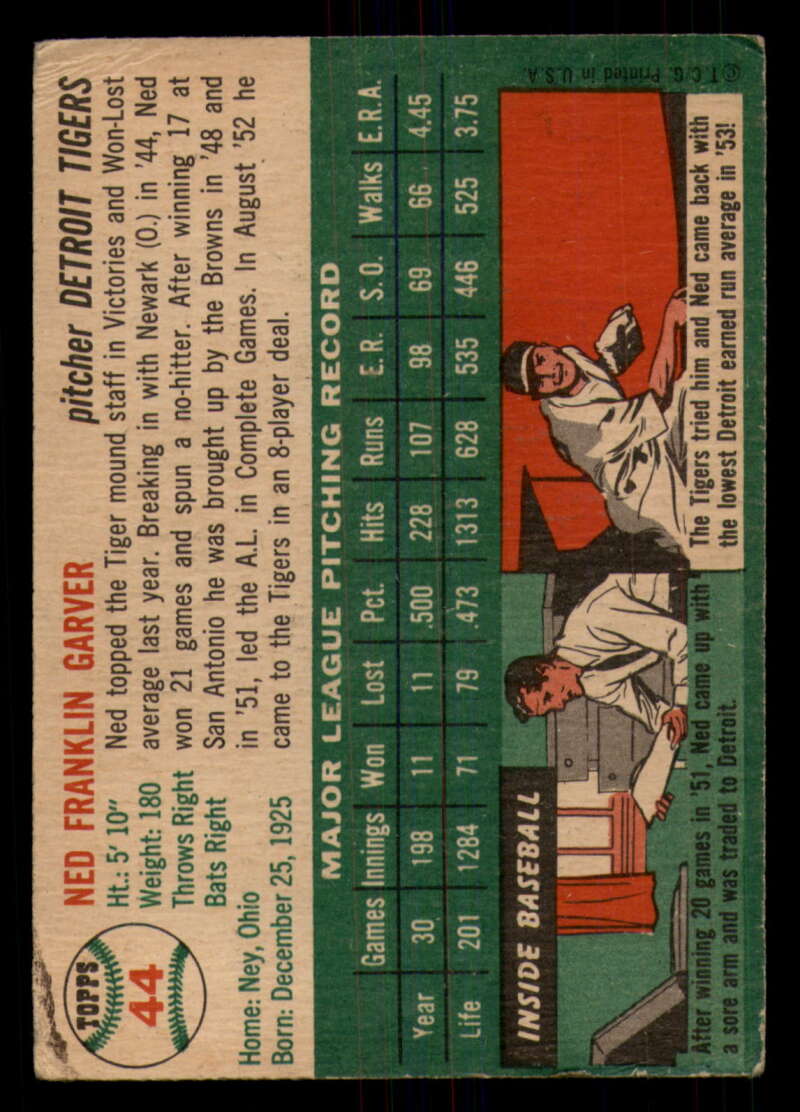 TOPPS
44
NED FRANKLIN GARVER
pitcher DETROIT TIGERS
Ht.: 5' 10"
Weight: 180
Throws Right
Bats Right
Home: Ney, Ohio
Born: December 25, 1925
Ned topped the Tiger mound staff in Victories and Won-Lost
average last year. Breaking in with Newark (O.) in '44, Ned
won 21 games and spun a no-hitter. After winning 17 at
San Antonio he was brought up by the Browns in '48 and
in '51, led the A.L. in Complete Games. In August '52 he
came to the Tigers in an 8-player deal.
MAJOR LEAGUE PITCHING RECORD
Games Innings Won Lost Pct. Hits Runs E.R. S.O. Walks E.R.A.
Year 30 198 11 11 .500 228 107 98 69 66 4.45
Life 201 1284 71 79 .473 1313 628 535 446 525 3.75
INSIDE BASEBALL
After winning 20 games in '51, Ned came up with
a sore arm and was traded to Detroit.
The Tigers tried him and Ned came back with
the lowest Detroit earned run average in '53!
© T.C.G. Printed in U.S.A.